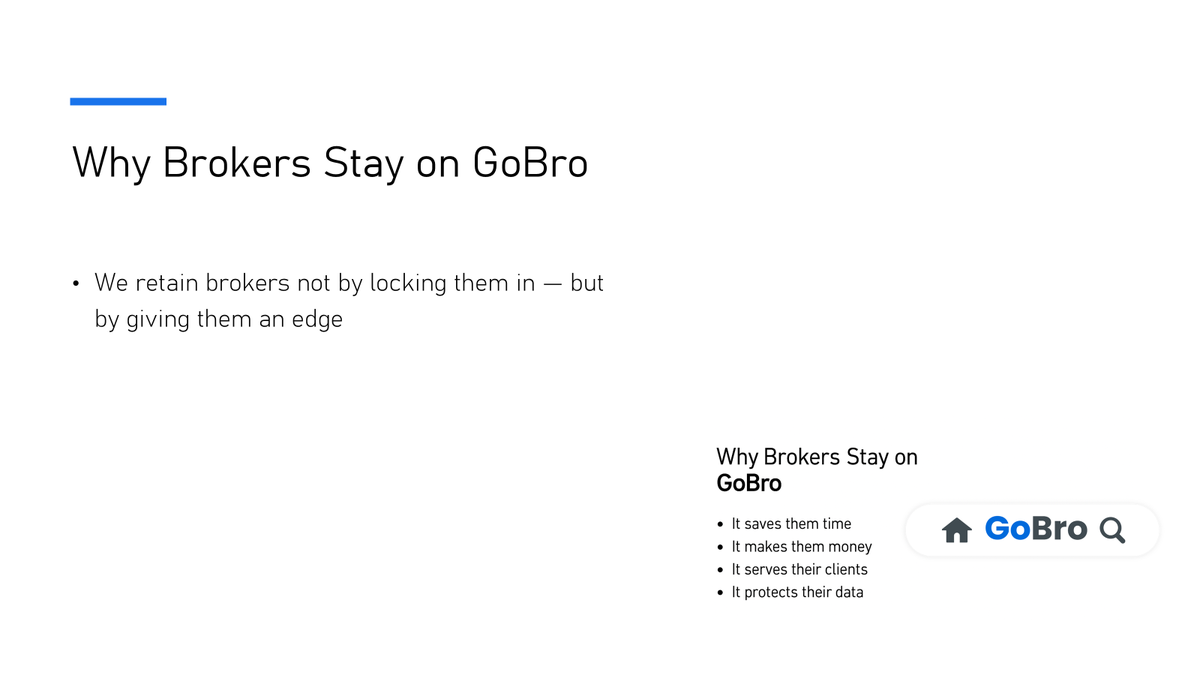 Why Brokers Stay on GoBro
• We retain brokers not by locking them in — but
by giving them an edge
Why Brokers Stay on
GoBro
• It saves them time
• It makes them money
• It serves their clients
• It protects their data
GoBro